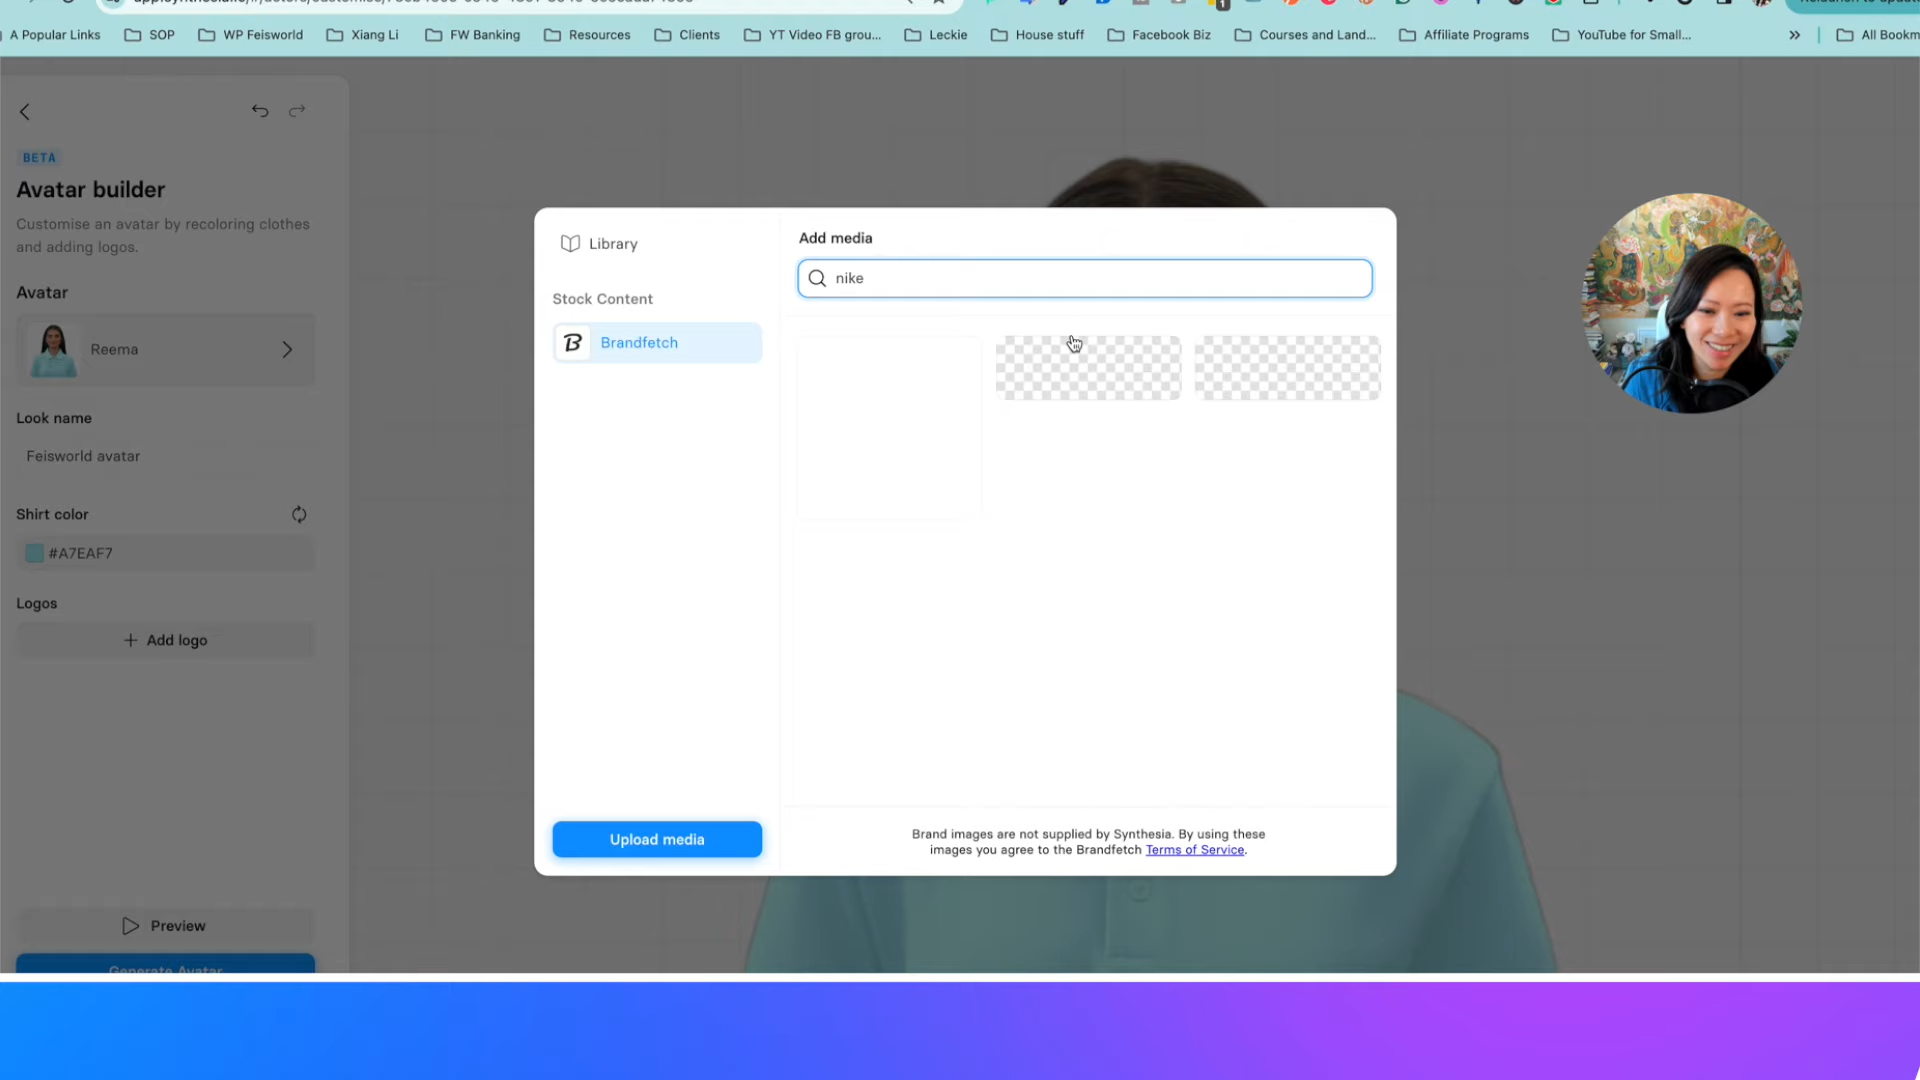 A Popular Links
SOP
WP Feisworld
Xiang Li
FW Banking
Resources
Clients
YT Video FB grou...
Leckie
House stuff
Facebook Biz
Courses and Land...
Affiliate Programs
YouTube for Small...
»
All Bookm
BETA
Avatar builder
Customise an avatar by recoloring clothes
and adding logos.
Avatar
Reema
Look name
Feisworld avatar
Shirt color
#A7EAF7
Logos
+ Add logo
Preview
Generate Avatar
Library
Stock Content
B Brandfetch
Upload media
Add media
nike
Brand images are not supplied by Synthesia. By using these
images you agree to the Brandfetch Terms of Service.
1